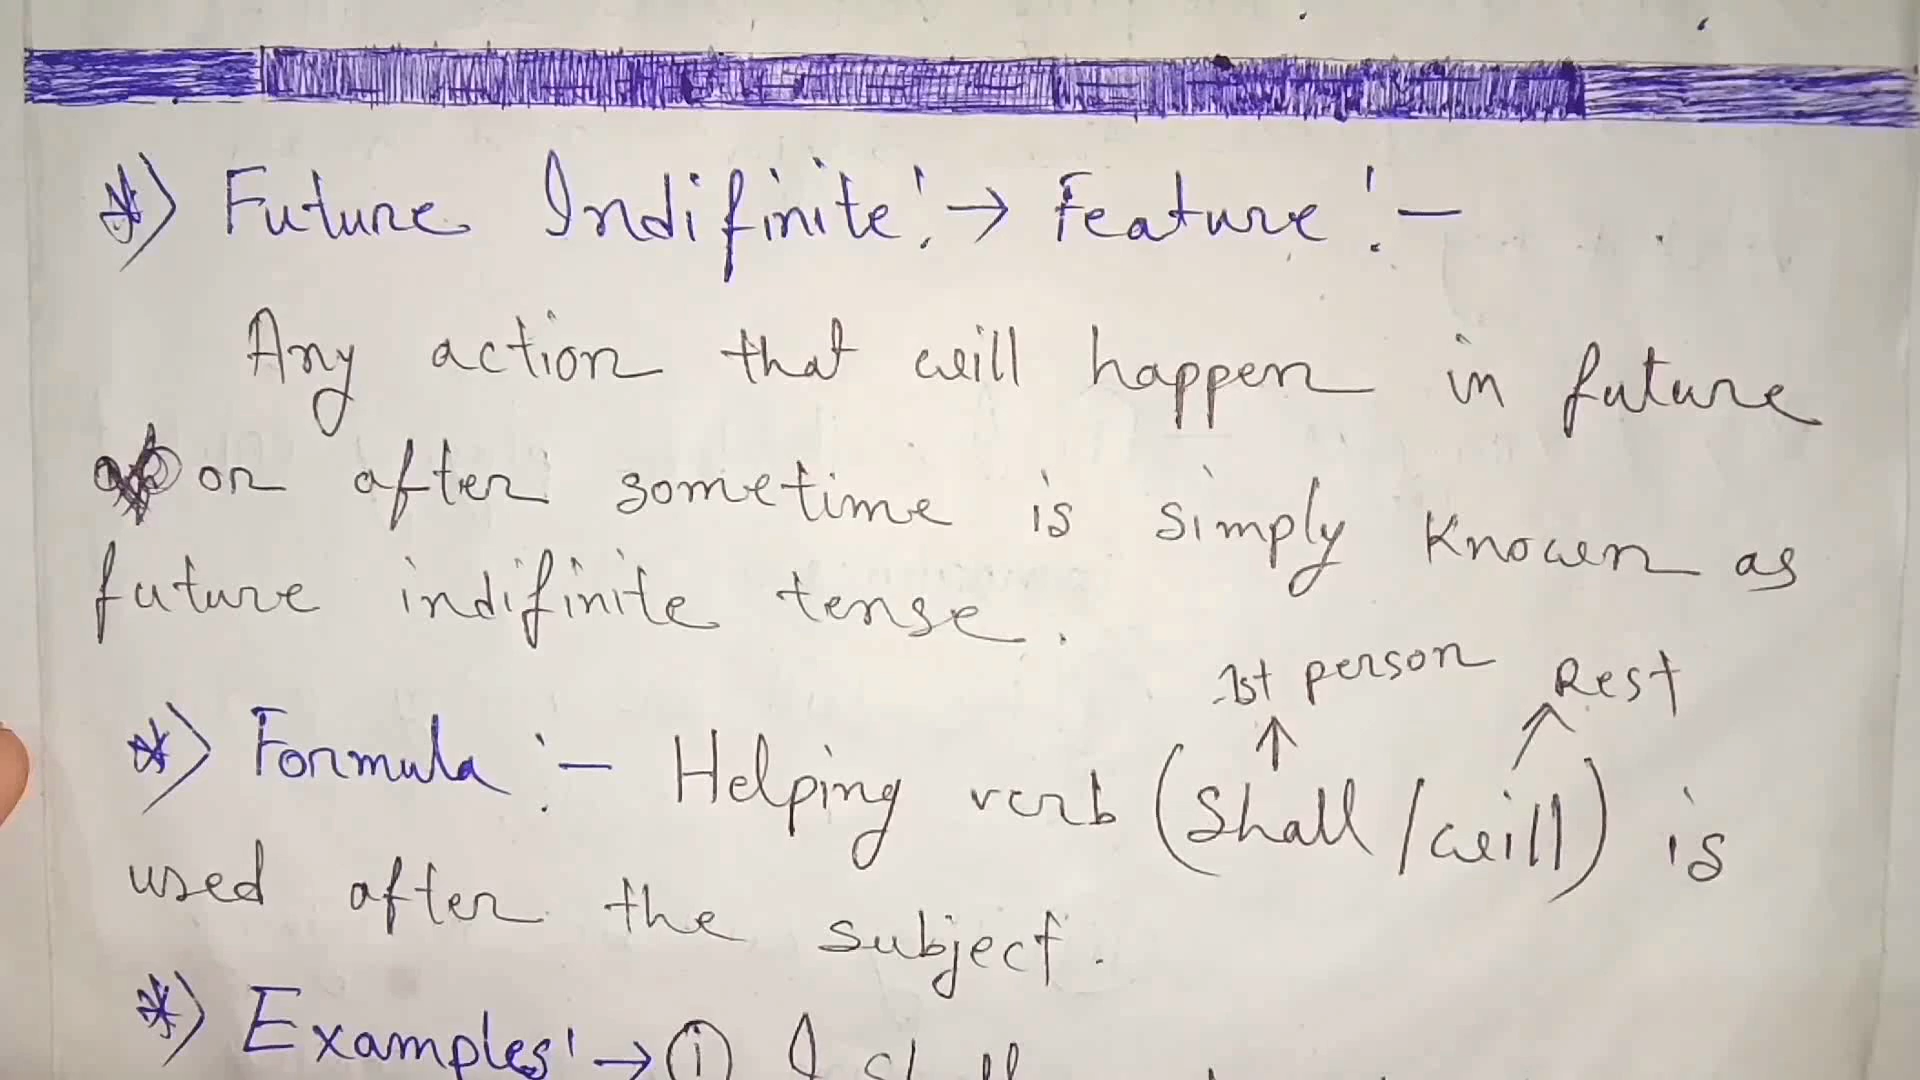 *) Future Indifinite :→ Feature :-
Any action that will happen in future
or after sometime is simply known as
future indifinite tense.
1st person Rest
*) Formula :- Helping verb (Shall/will) is
used after the subject.
*) Examples :→ (i) I shall